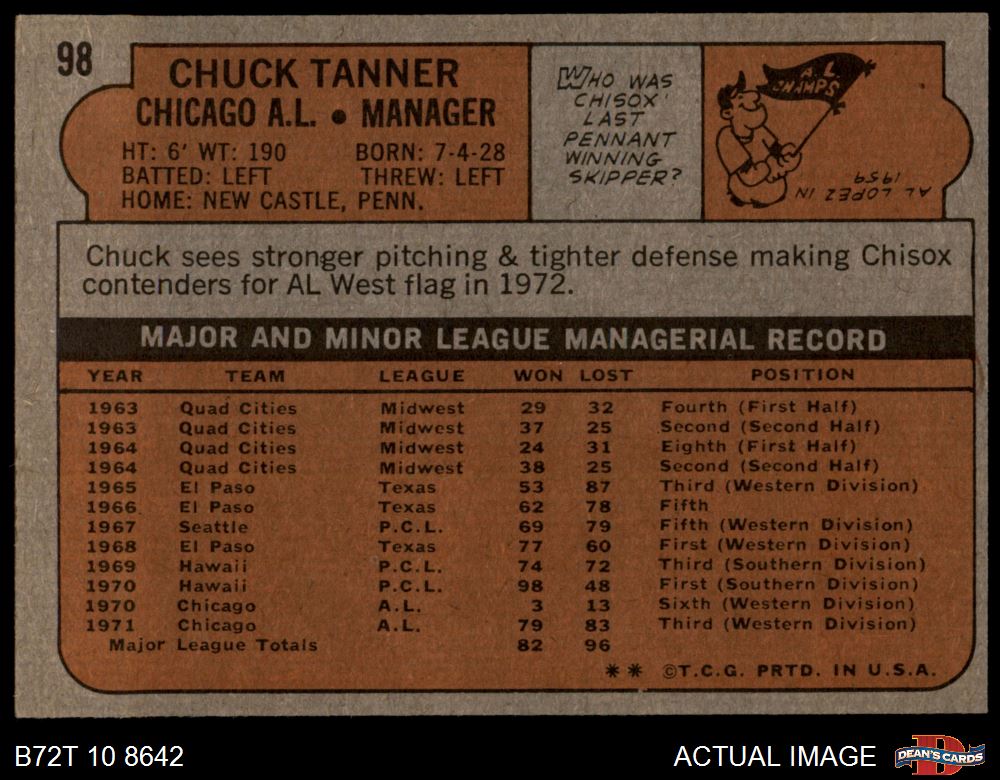 98
CHUCK TANNER
CHICAGO A.L. • MANAGER
HT: 6' WT: 190 BORN: 7-4-28
BATTED: LEFT THREW: LEFT
HOME: NEW CASTLE, PENN.
WHO WAS
CHISOX'
LAST
PENNANT
WINNING
SKIPPER?
A L
CHAMPS
AL LOPEZ IN
1959
Chuck sees stronger pitching & tighter defense making Chisox
contenders for AL West flag in 1972.
MAJOR AND MINOR LEAGUE MANAGERIAL RECORD
YEAR TEAM LEAGUE WON LOST POSITION
1963 Quad Cities Midwest 29 32 Fourth (First Half)
1963 Quad Cities Midwest 37 25 Second (Second Half)
1964 Quad Cities Midwest 24 31 Eighth (First Half)
1964 Quad Cities Midwest 38 25 Second (Second Half)
1965 El Paso Texas 53 87 Third (Western Division)
1966 El Paso Texas 62 78 Fifth
1967 Seattle P.C.L. 69 79 Fifth (Western Division)
1968 El Paso Texas 77 60 First (Western Division)
1969 Hawaii P.C.L. 74 72 Third (Southern Division)
1970 Hawaii P.C.L. 98 48 First (Southern Division)
1970 Chicago A.L. 3 13 Sixth (Western Division)
1971 Chicago A.L. 79 83 Third (Western Division)
Major League Totals 82 96
** ©T.C.G. PRTD. IN U.S.A.
B72T 10 8642 ACTUAL IMAGE
DEAN'S CARDS